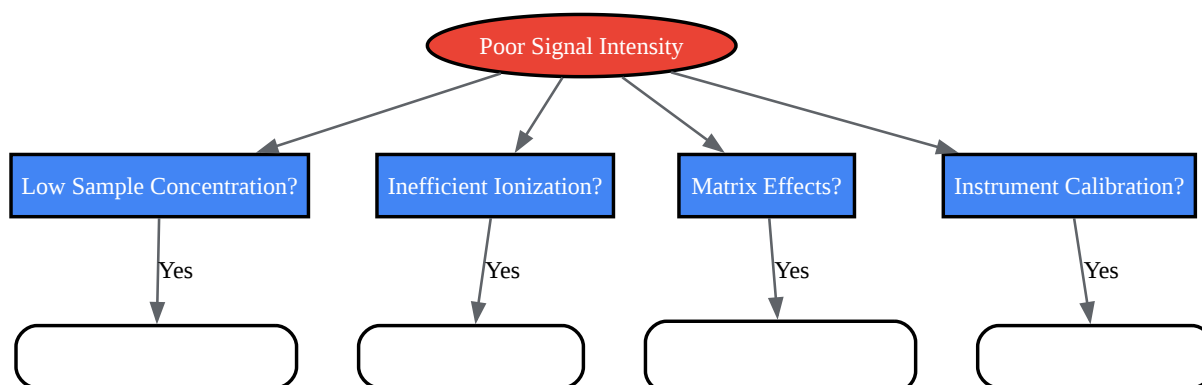 Poor Signal Intensity
Low Sample Concentration?
Inefficient Ionization?
Matrix Effects?
Instrument Calibration?
Yes
Yes
Yes
Yes